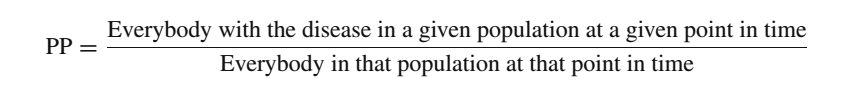 Everybody with the disease in a given population at a given point in time
PP =
Everybody in that population at that point in time